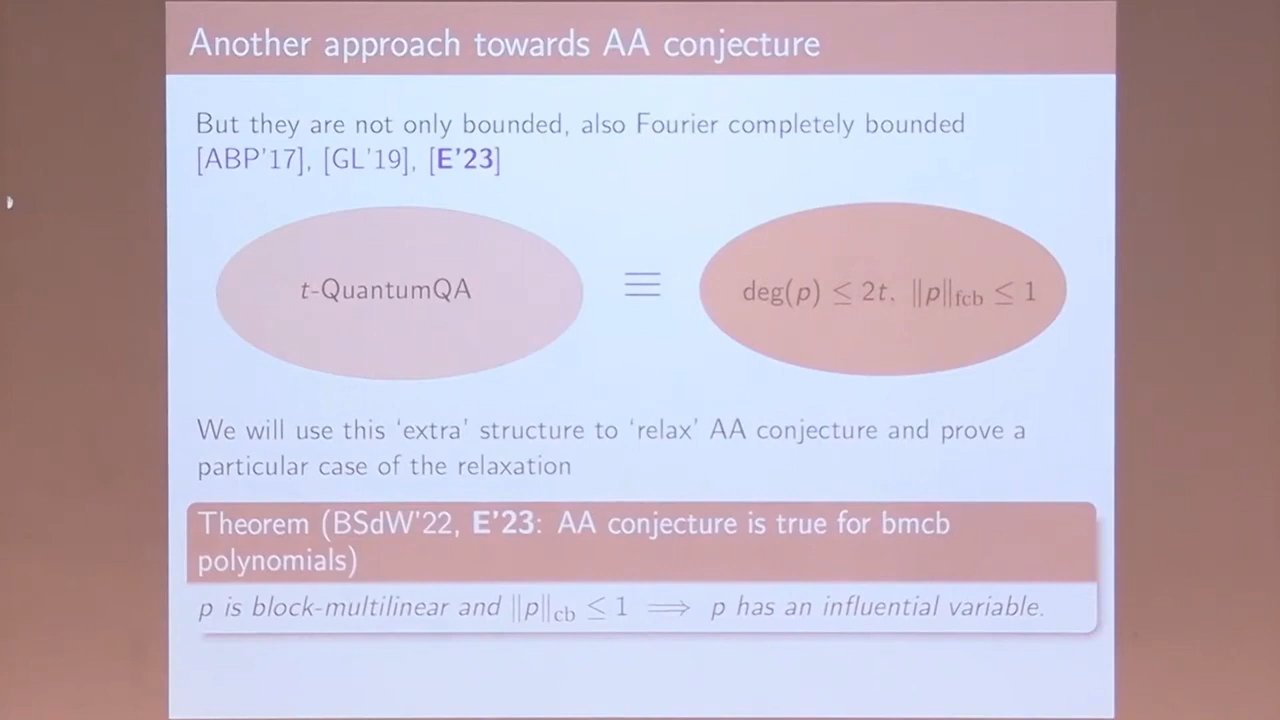 Another approach towards AA conjecture
But they are not only bounded, also Fourier completely bounded
[ABP'17], [GL'19], [E'23]
t-QuantumQA
≡
deg(p) ≤ 2t, ‖p‖fcb ≤ 1
We will use this ‘extra’ structure to ‘relax’ AA conjecture and prove a
particular case of the relaxation
Theorem (BSdW'22, E'23: AA conjecture is true for bmcb
polynomials)
p is block-multilinear and ‖p‖cb ≤ 1 ⟹ p has an influential variable.